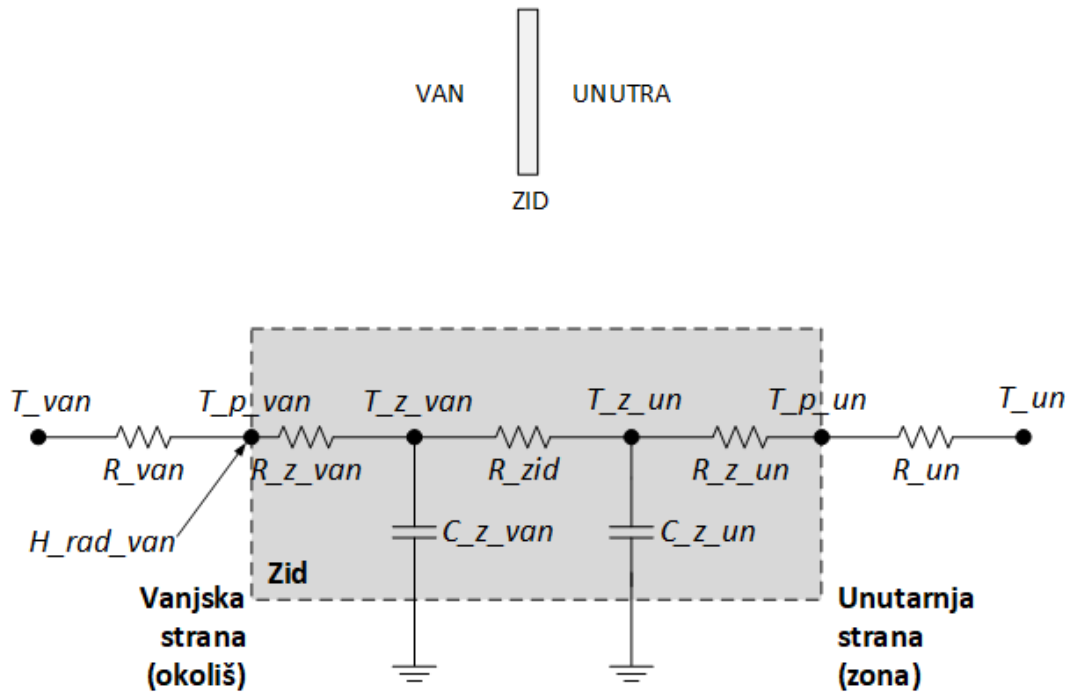 VAN
UNUTRA
ZID
T_van
T_p_van
T_z_van
T_z_un
T_p_un
T_un
R_van
R_z_van
R_zid
R_z_un
R_un
H_rad_van
C_z_van
C_z_un
Zid
Vanjska
strana
(okoliš)
Unutarnja
strana
(zona)